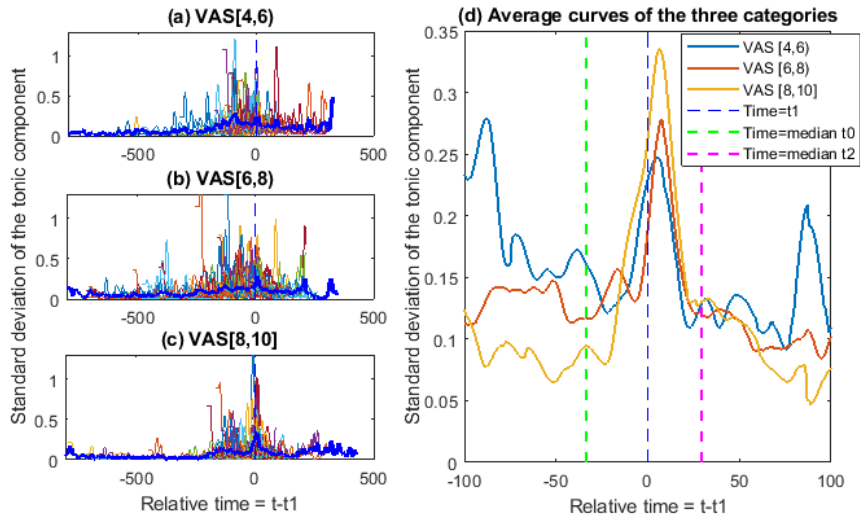 (a) VAS[4,6)
1
0.5
0
-500
0
500
(b) VAS[6,8)
1
0.5
0
-500
0
500
(c) VAS[8,10]
1
0.5
0
-500
0
500
Standard deviation of the tonic component
Relative time = t-t1
(d) Average curves of the three categories
0.35
0.3
0.25
0.2
0.15
0.1
0.05
0
-100
-50
0
50
100
Standard deviation of the tonic component
Relative time = t-t1
VAS [4,6)
VAS [6,8)
VAS [8,10]
Time=t1
Time=median t0
Time=median t2